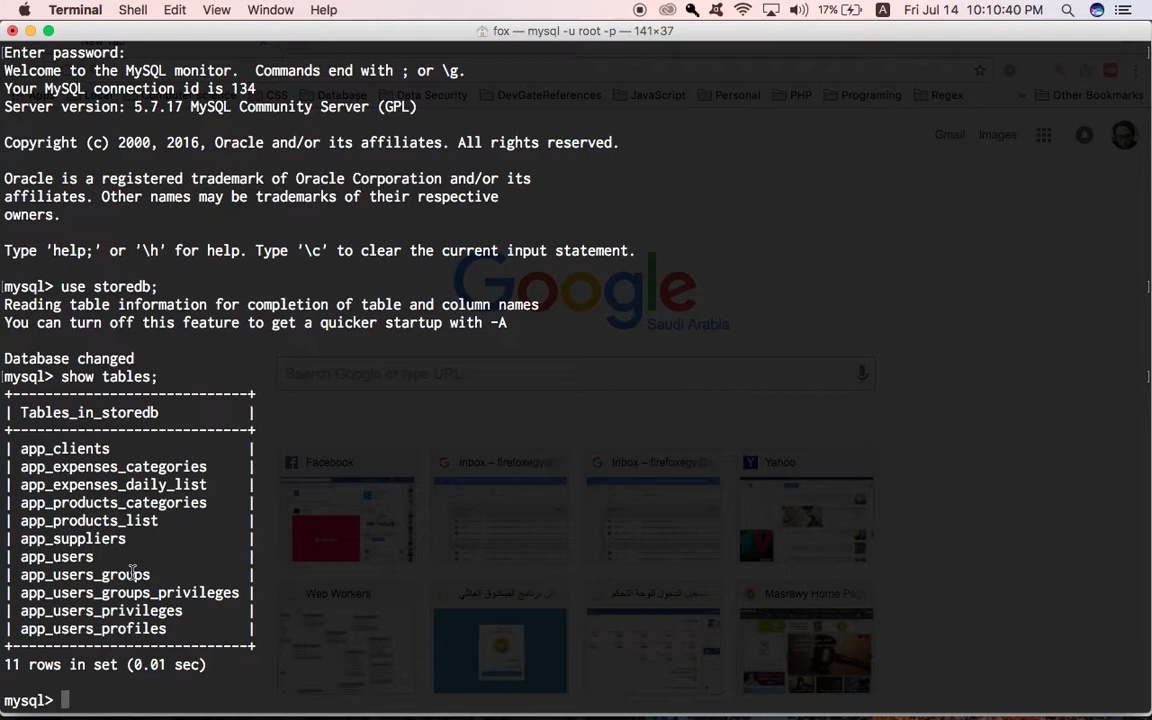 Terminal Shell Edit View Window Help 17% A Fri Jul 14 10:10:40 PM
fox — mysql -u root -p — 141×37
Enter password:
Welcome to the MySQL monitor.  Commands end with ; or \g.
Your MySQL connection id is 134
CSS Database Data Security DevGateReferences JavaScript Personal PHP Programing Regex » Other Bookmarks
Server version: 5.7.17 MySQL Community Server (GPL)
Gmail Images
Copyright (c) 2000, 2016, Oracle and/or its affiliates. All rights reserved.
Oracle is a registered trademark of Oracle Corporation and/or its
affiliates. Other names may be trademarks of their respective
owners.
Type 'help;' or '\h' for help. Type '\c' to clear the current input statement.
Google
Saudi Arabia
mysql> use storedb;
Reading table information for completion of table and column names
You can turn off this feature to get a quicker startup with -A
Database changed
Search Google or type URL
mysql> show tables;
+---------------------------+
| Tables_in_storedb         |
+---------------------------+
| app_clients               |
| app_expenses_categories   |
| app_expenses_daily_list   |
| app_products_categories   |
| app_products_list         |
| app_suppliers             |
| app_users                 |
| app_users_groups          |
| app_users_groups_privileges |
| app_users_privileges      |
| app_users_profiles        |
+---------------------------+
11 rows in set (0.01 sec)
mysql>
Facebook
Inbox – firefoxegy@
Inbox – firefoxegy@
Yahoo
Web Workers
برنامج الصندوق العائلي
تسجيل الدخول للوحة التحكم
Masrawy Home Page